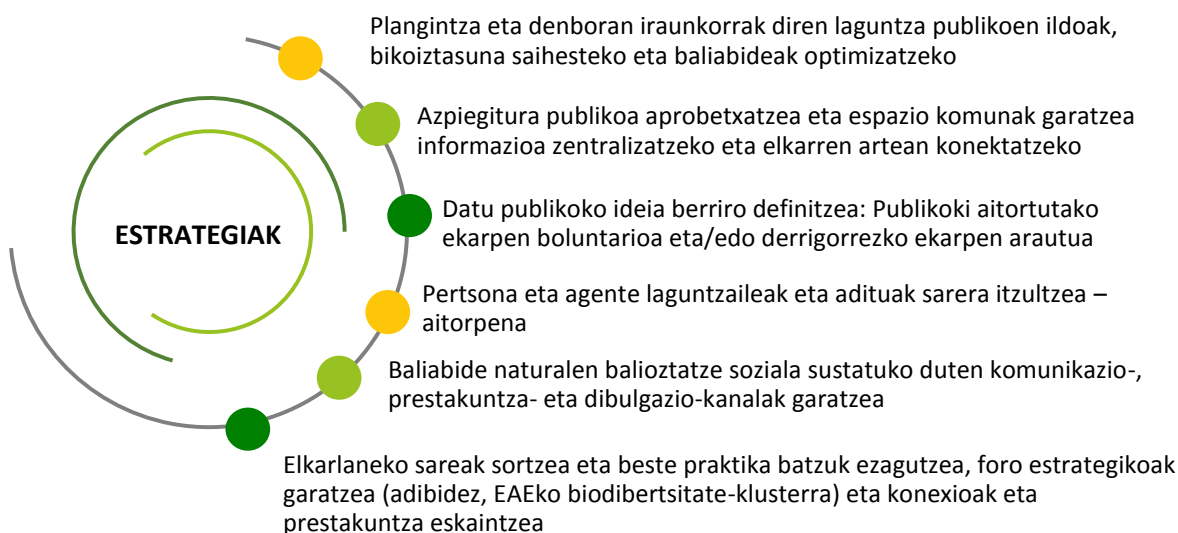 Plangintza eta denboran iraunkorrak diren laguntza publikoen ildoak,
bikoiztasuna saihesteko eta baliabideak optimizatzeko
Azpiegitura publikoa aprobetxatzea eta espazio komunak garatzea
informazioa zentralizatzeko eta elkarren artean konektatzeko
ESTRATEGIAK
Datu publikoko ideia berriro definitzea: Publikoki aitortutako
ekarpen boluntarioa eta/edo derrigorrezko ekarpen arautua
Pertsona eta agente laguntzaileak eta adituak sarera itzultzea –
aitorpena
Baliabide naturalen balioztatze soziala sustatuko duten komunikazio-,
prestakuntza- eta dibulgazio-kanalak garatzea
Elkarlaneko sareak sortzea eta beste praktika batzuk ezagutzea, foro estrategikoak
garatzea (adibidez, EAEko biodibertsitate-klusterra) eta konexioak eta
prestakuntza eskaintzea